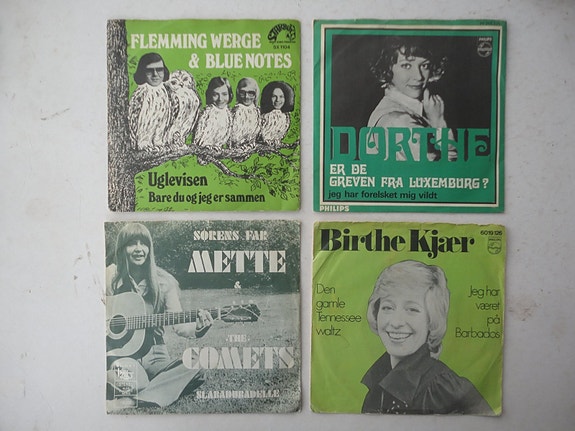 FLEMMING WERGE
& BLUE NOTES
SX 1104
Uglevisen
Bare du og jeg er sammen
PHILIPS
DORTHE
ER DE
GREVEN FRA LUXEMBURG?
jeg har forelsket mig vildt
PHILIPS
SØRENS FAR
METTE
&
THE
COMETS
SLABADUBADELLE
6019 126
Birthe Kjær
Den
gamle
Tennessee
waltz
Jeg har
været
på
Barbados